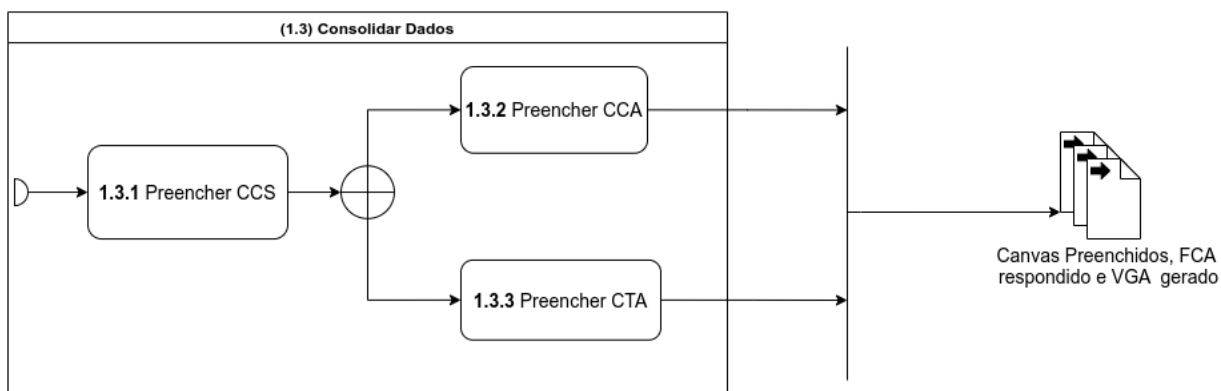 (1.3) Consolidar Dados
1.3.2 Preencher CCA
1.3.1 Preencher CCS
1.3.3 Preencher CTA
Canvas Preenchidos, FCA
respondido e VGA gerado